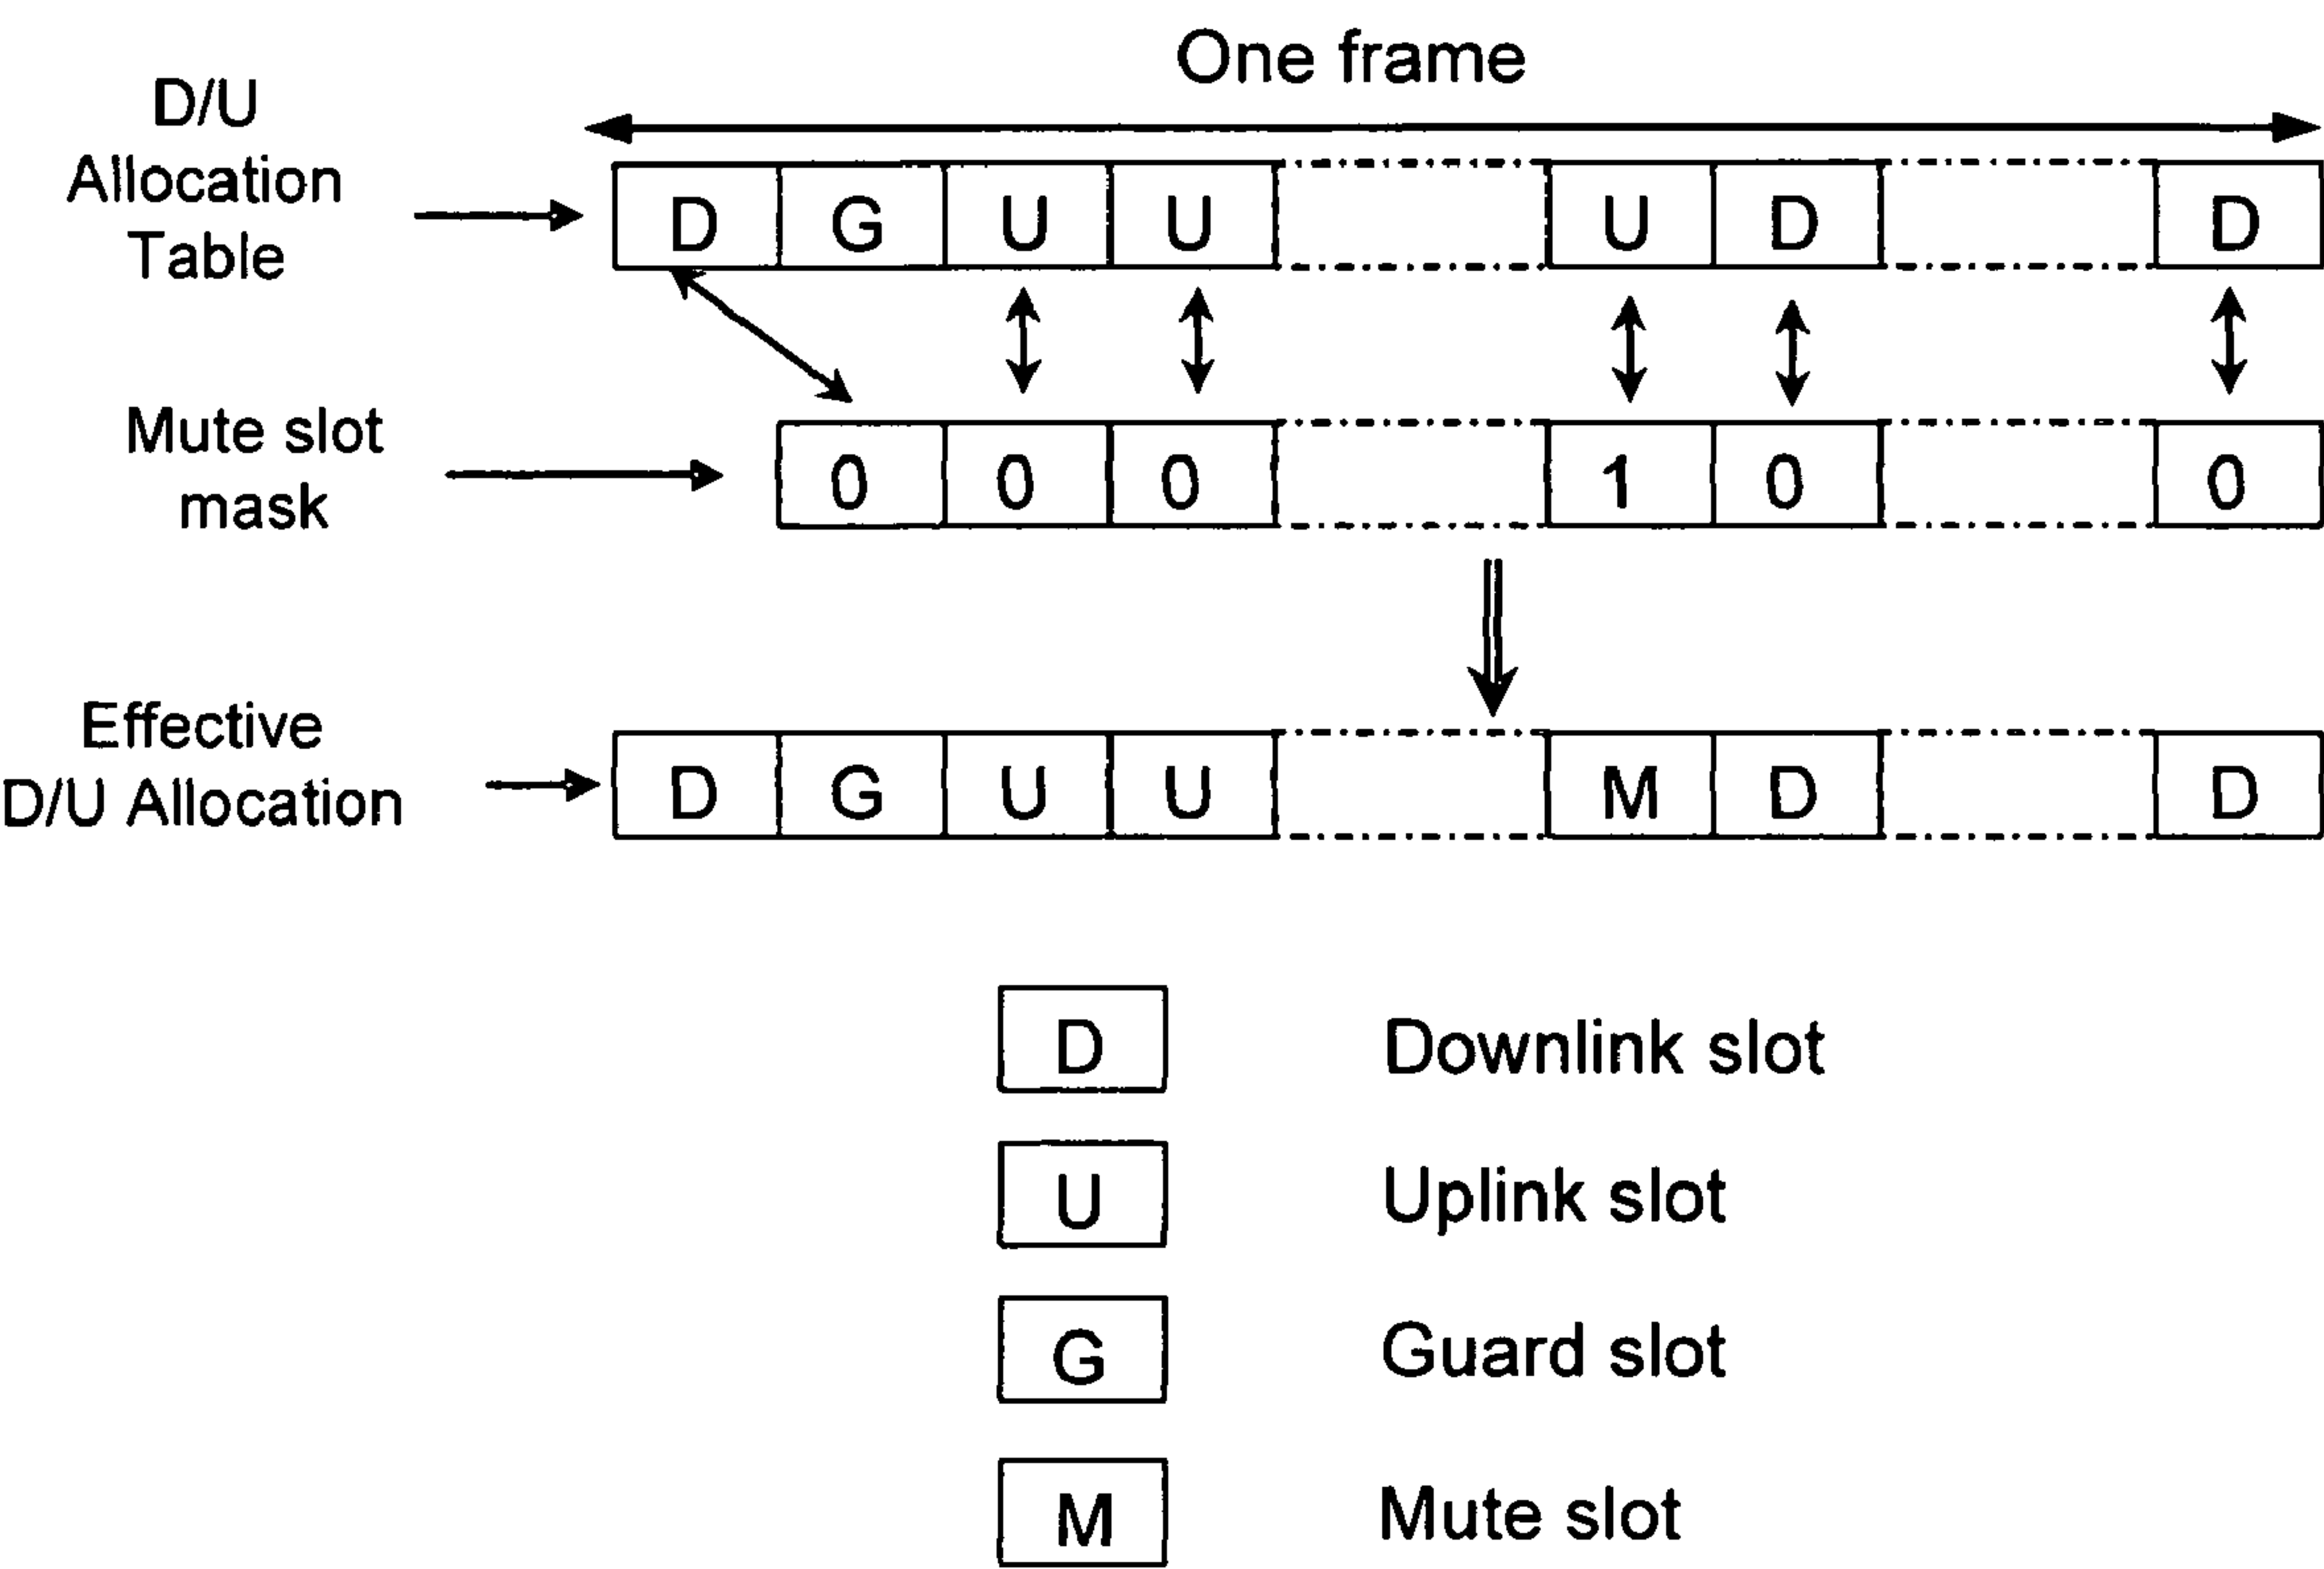 One frame
D/U
Allocation
Table
D G U U U D D
Mute slot
mask
0 0 0 1 0 0
Effective
D/U Allocation
D G U U M D D
D Downlink slot
U Uplink slot
G Guard slot
M Mute slot